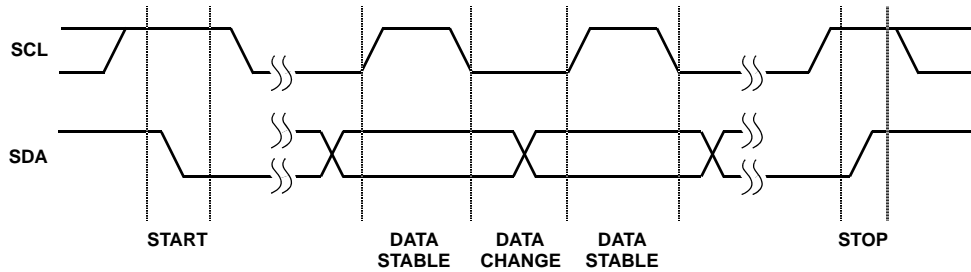 SCL
SDA
START
DATA
STABLE
DATA
CHANGE
DATA
STABLE
STOP